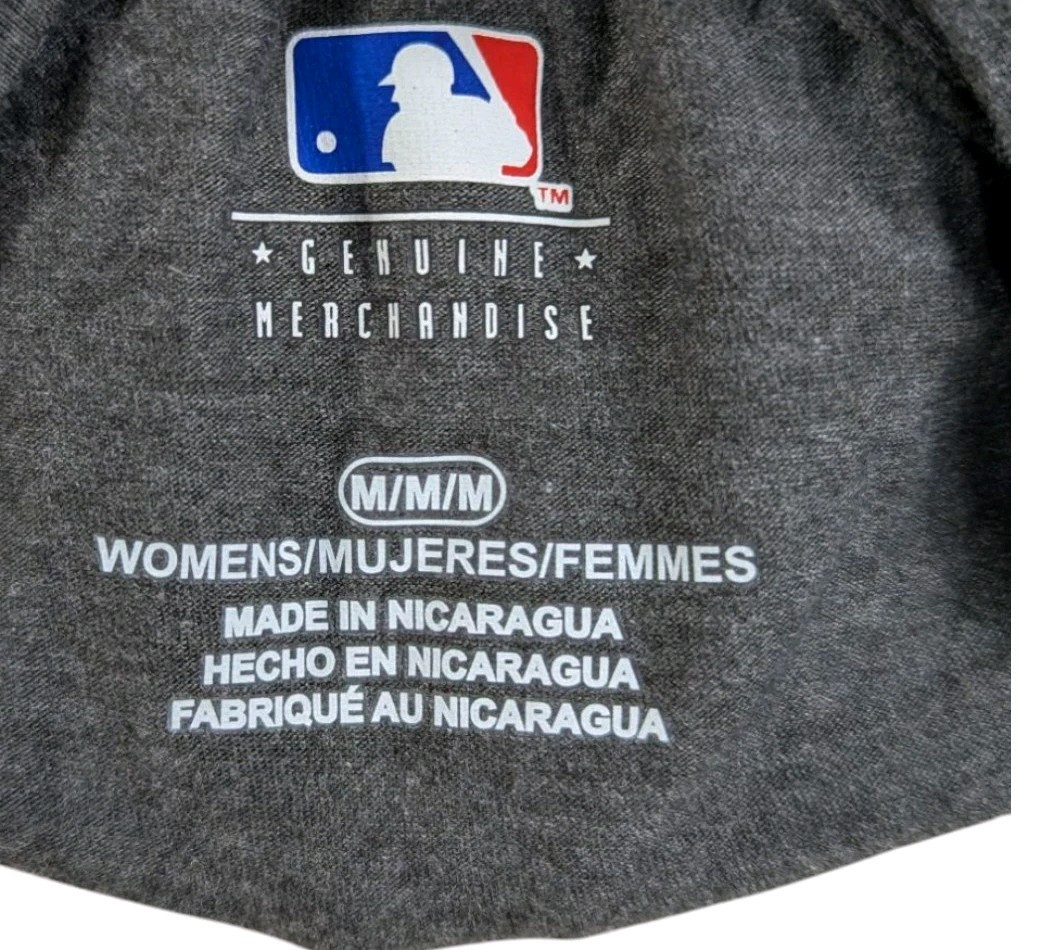 TM
★ GENUINE ★
MERCHANDISE
M/M/M
WOMENS/MUJERES/FEMMES
MADE IN NICARAGUA
HECHO EN NICARAGUA
FABRIQUÉ AU NICARAGUA